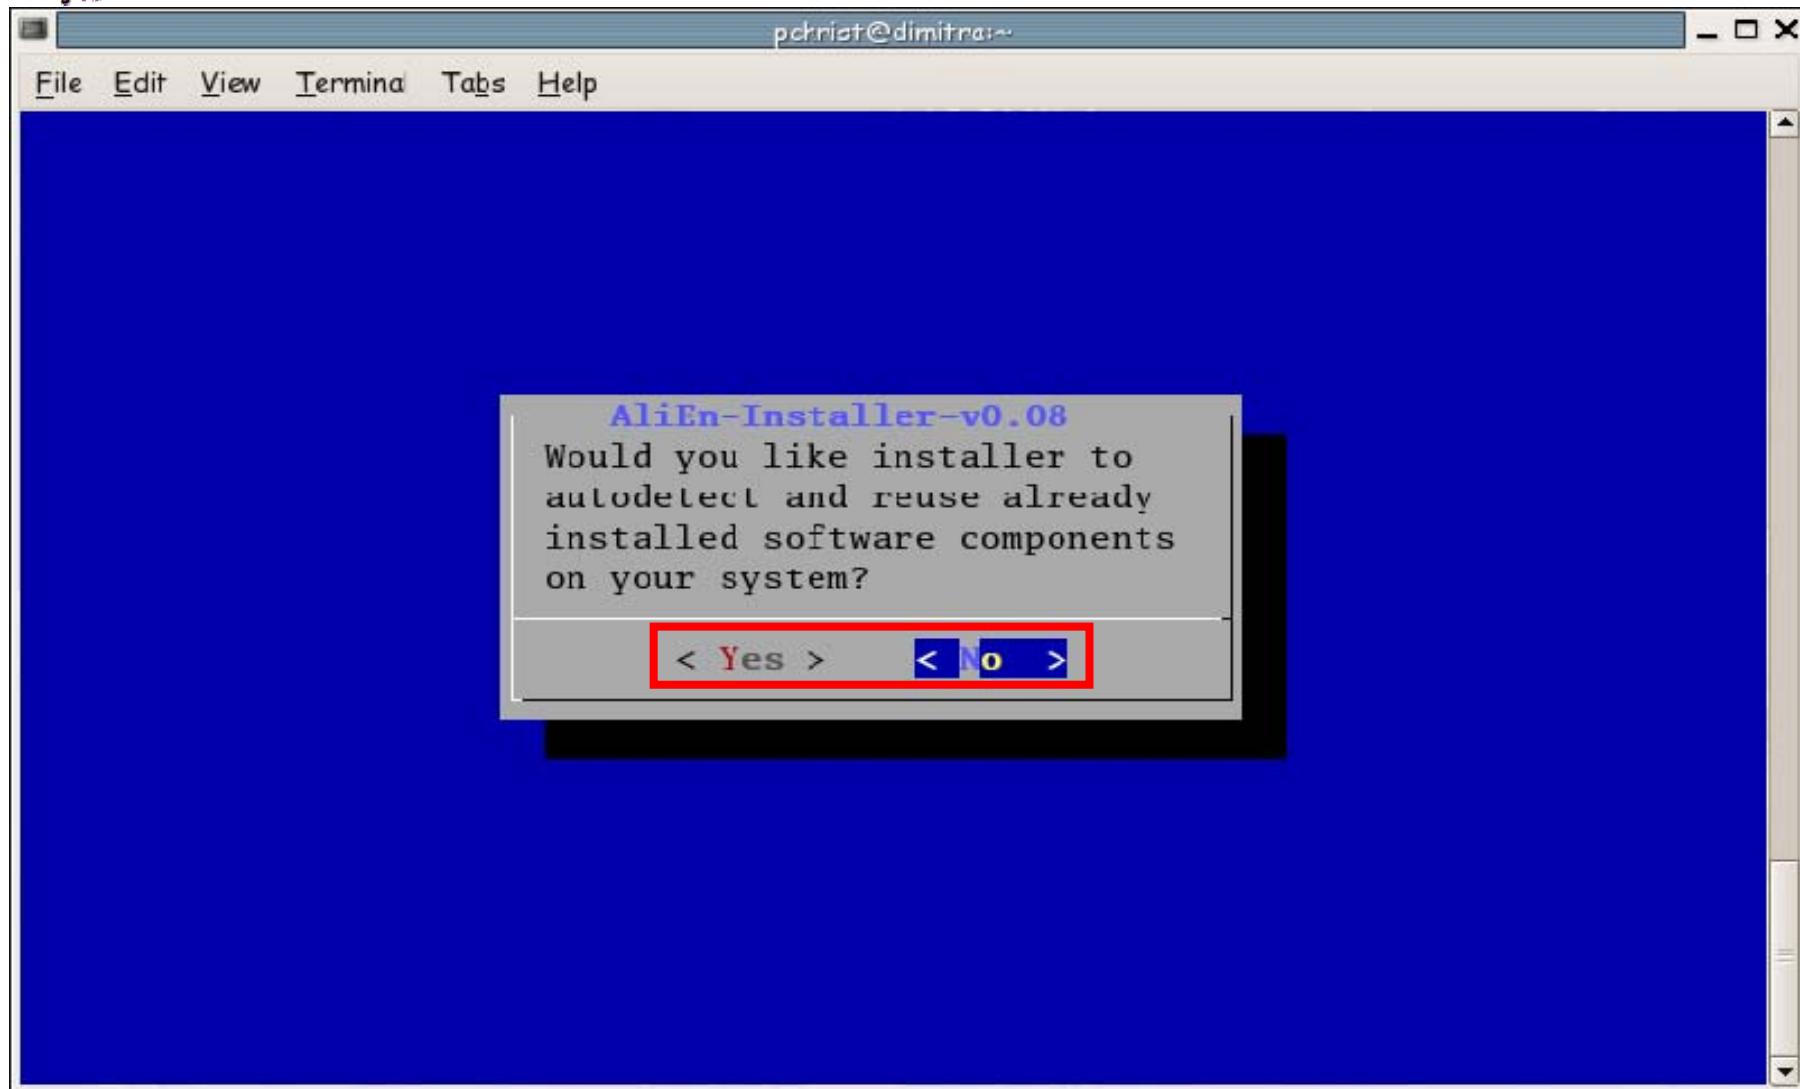 pchrist@dimitra:~
File Edit View Terminal Tabs Help
AliEn-Installer-v0.08
Would you like installer to
autodetect and reuse already
installed software components
on your system?
< Yes > < No >